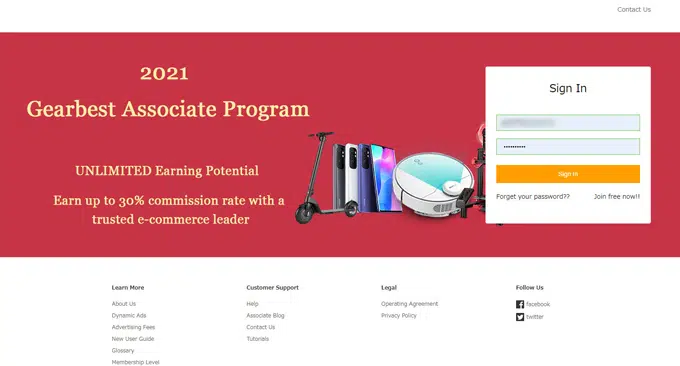 Contact Us
2021
Gearbest Associate Program
UNLIMITED Earning Potential
Earn up to 30% commission rate with a
trusted e-commerce leader
Sign In
••••••••••
Sign In
Forget your password??
Join free now!!
Learn More
About Us
Dynamic Ads
Advertising Fees
New User Guide
Glossary
Membership Level
Customer Support
Help
Associate Blog
Contact Us
Tutorials
Legal
Operating Agreement
Privacy Policy
Follow Us
facebook
twitter